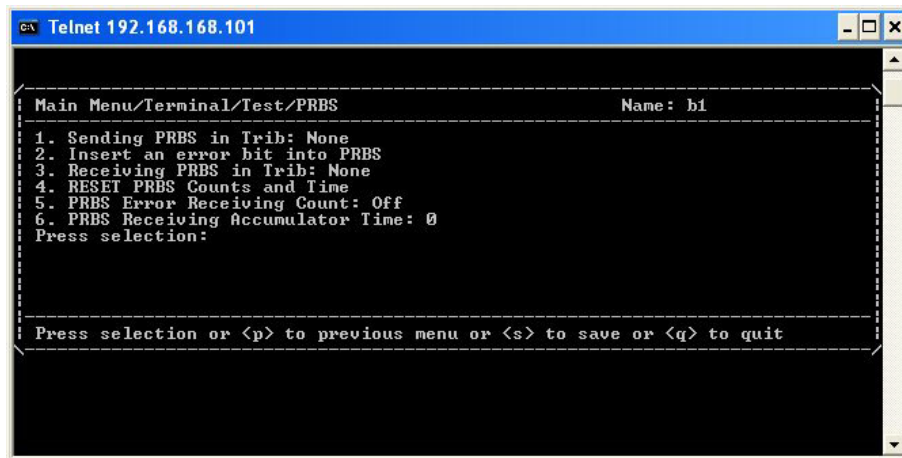 Telnet 192.168.168.101
Main Menu/Terminal/Test/PRBS Name: b1
1. Sending PRBS in Trib: None
2. Insert an error bit into PRBS
3. Receiving PRBS in Trib: None
4. RESET PRBS Counts and Time
5. PRBS Error Receiving Count: Off
6. PRBS Receiving Accumulator Time: 0
Press selection:
Press selection or <p> to previous menu or <s> to save or <q> to quit